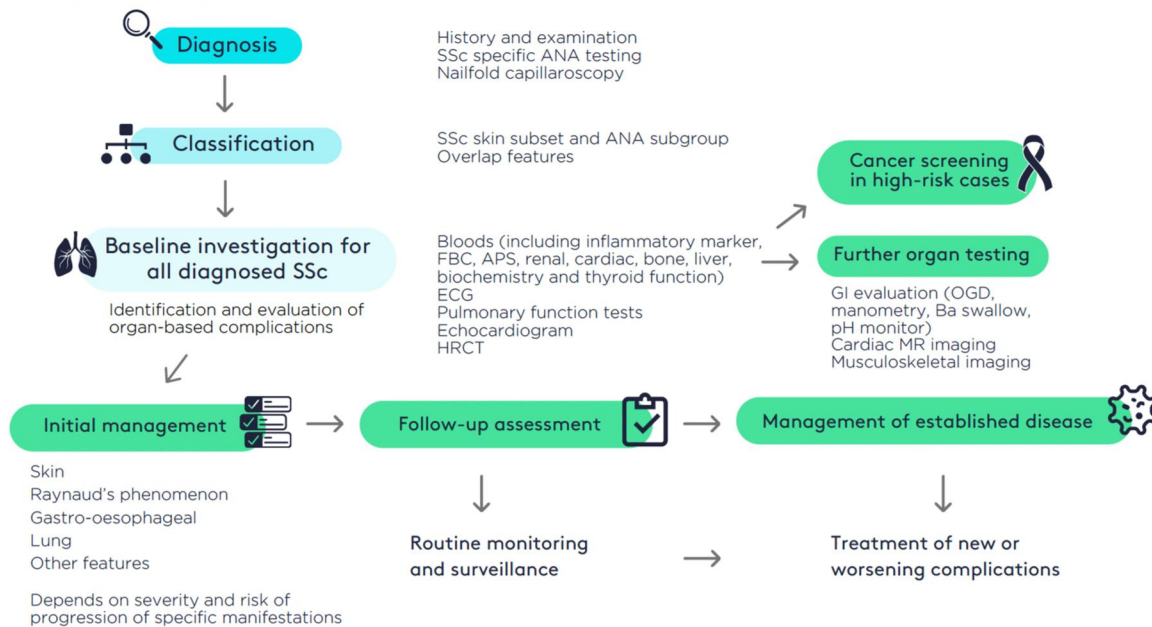 Diagnosis
History and examination
SSc specific ANA testing
Nailfold capillaroscopy
Classification
SSc skin subset and ANA subgroup
Overlap features
Cancer screening
in high-risk cases
Baseline investigation for
all diagnosed SSc
Identification and evaluation of
organ-based complications
Bloods (including inflammatory marker,
FBC, APS, renal, cardiac, bone, liver,
biochemistry and thyroid function)
ECG
Pulmonary function tests
Echocardiogram
HRCT
Further organ testing
GI evaluation (OGD,
manometry, Ba swallow,
pH monitor)
Cardiac MR imaging
Musculoskeletal imaging
Initial management
Skin
Raynaud's phenomenon
Gastro-oesophageal
Lung
Other features
Depends on severity and risk of
progression of specific manifestations
Follow-up assessment
Routine monitoring
and surveillance
Management of established disease
Treatment of new or
worsening complications